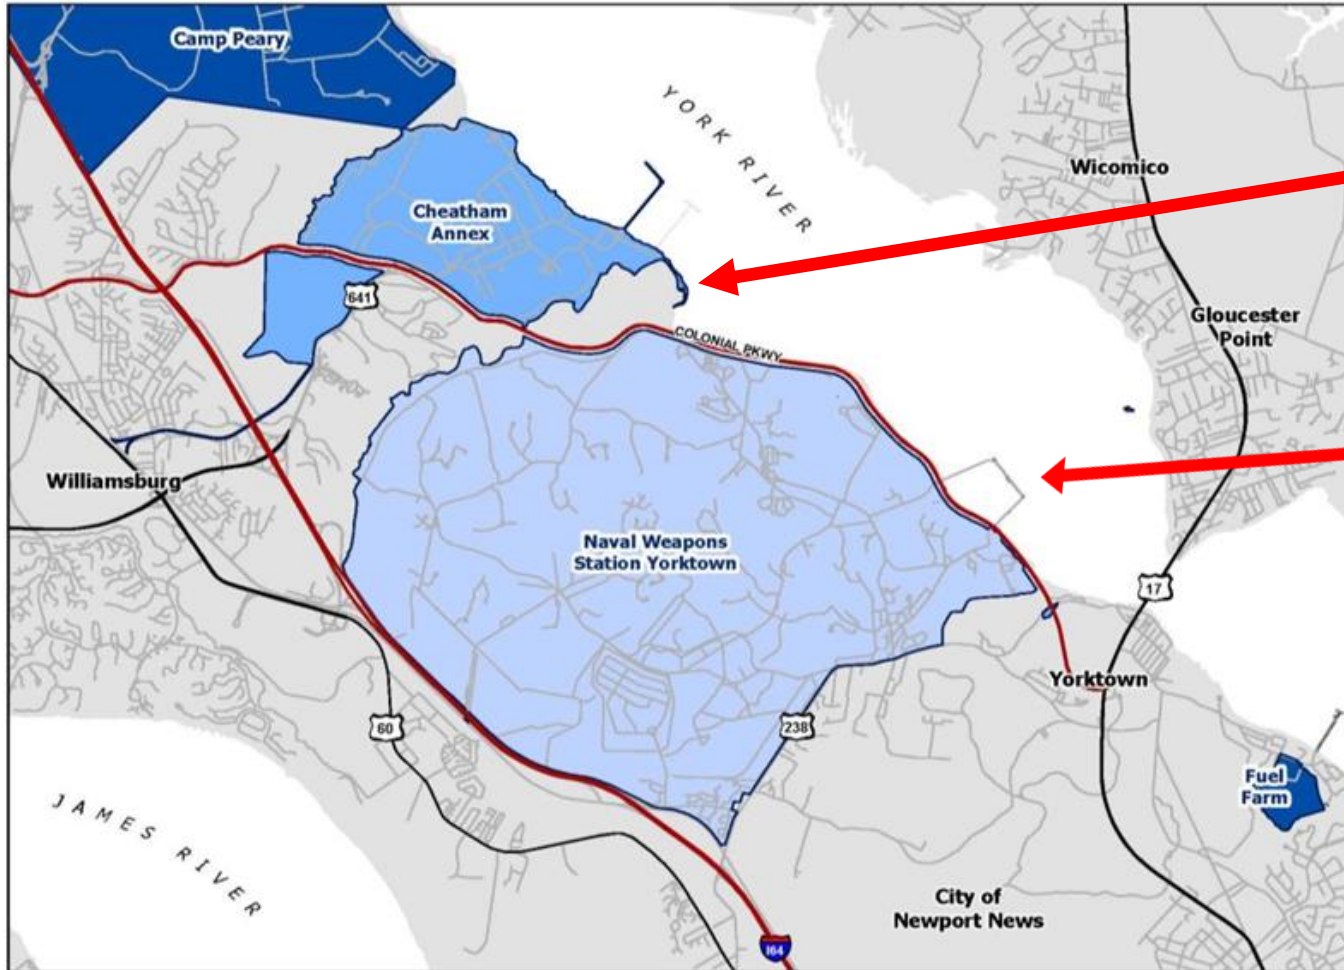 Camp Peary
YORK RIVER
Wicomico
Cheatham
Annex
641
Gloucester
Point
COLONIAL PKWY
Williamsburg
Naval Weapons
Station Yorktown
17
Yorktown
60
238
Fuel
Farm
JAMES RIVER
City of
Newport News
I64